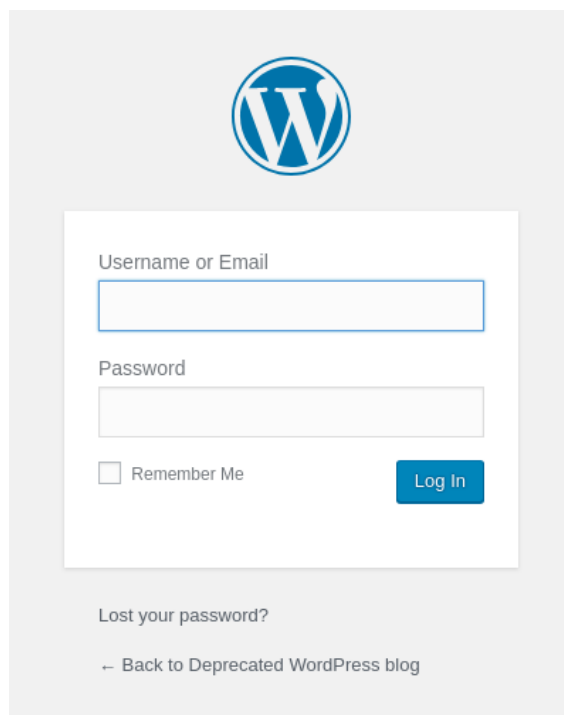 Username or Email
Password
Remember Me
Log In
Lost your password?
← Back to Deprecated WordPress blog